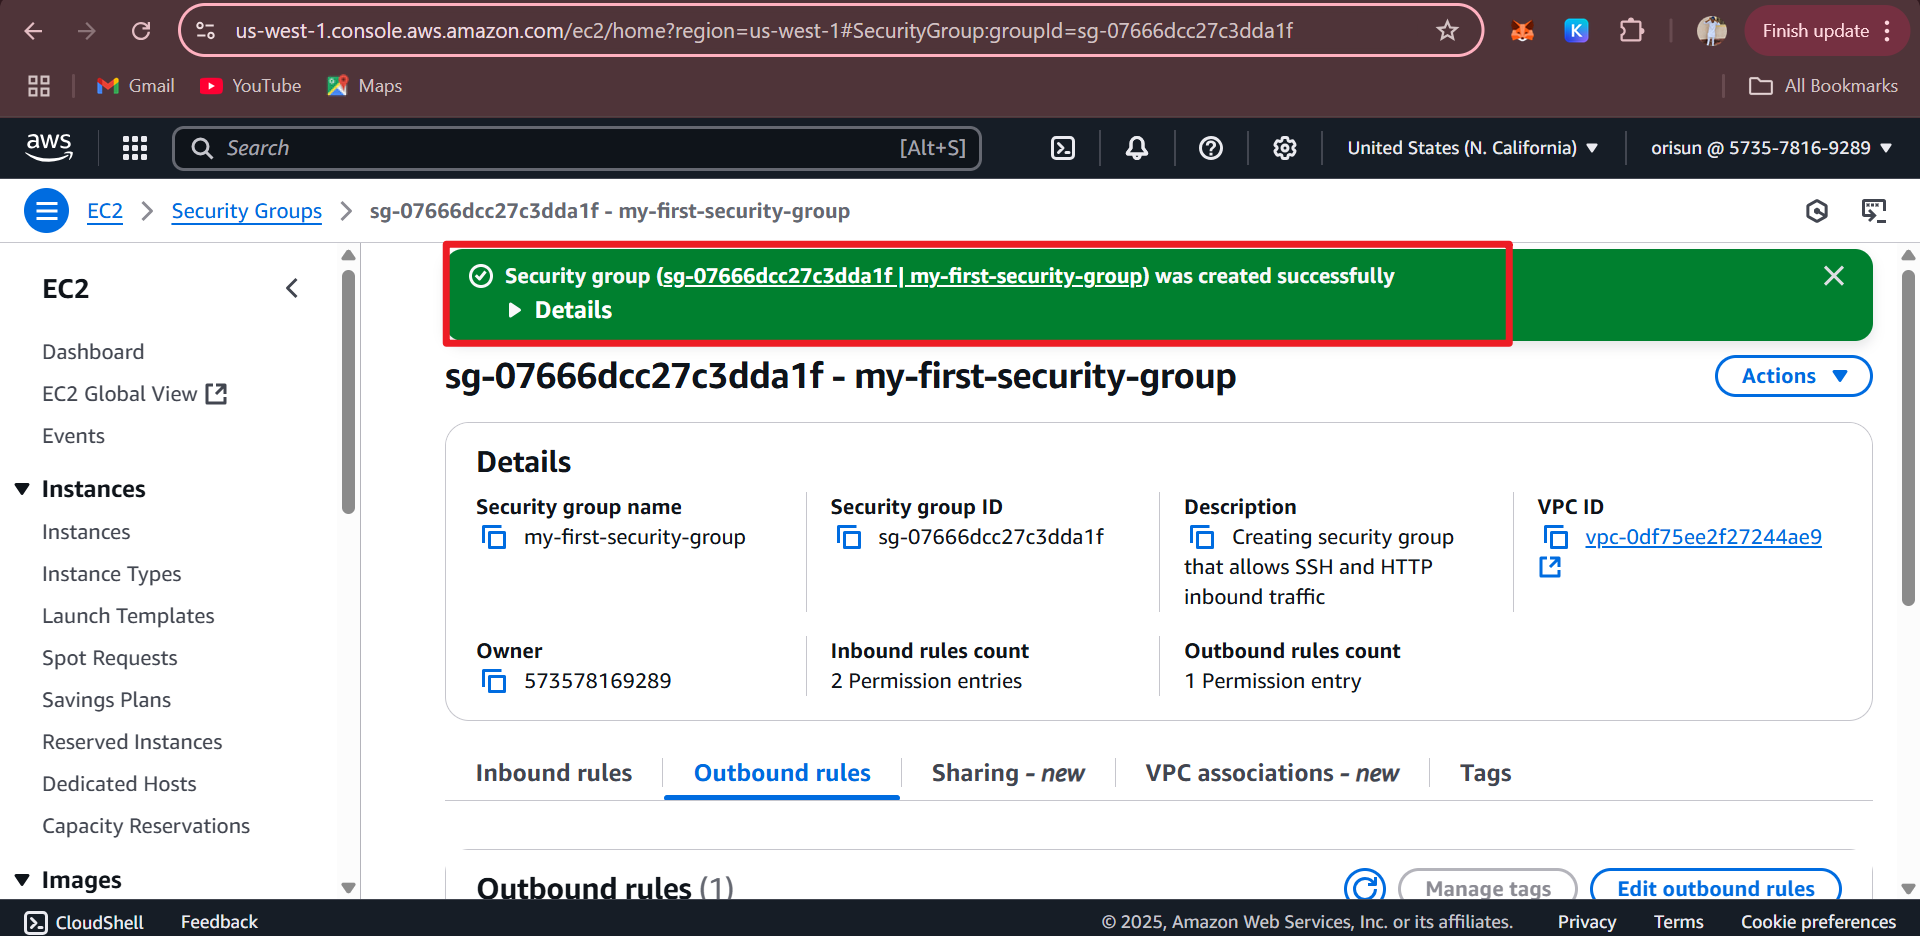 us-west-1.console.aws.amazon.com/ec2/home?region=us-west-1#SecurityGroup:groupId=sg-07666dcc27c3dda1f
K
Finish update
Gmail
YouTube
Maps
All Bookmarks
aws
Search
[Alt+S]
United States (N. California)
orisun @ 5735-7816-9289
EC2
Security Groups
sg-07666dcc27c3dda1f - my-first-security-group
EC2
Dashboard
EC2 Global View
Events
Instances
Instances
Instance Types
Launch Templates
Spot Requests
Savings Plans
Reserved Instances
Dedicated Hosts
Capacity Reservations
Images
Security group (sg-07666dcc27c3dda1f | my-first-security-group) was created successfully
Details
sg-07666dcc27c3dda1f - my-first-security-group
Actions
Details
Security group name
my-first-security-group
Security group ID
sg-07666dcc27c3dda1f
Description
Creating security group
that allows SSH and HTTP
inbound traffic
VPC ID
vpc-0df75ee2f27244ae9
Owner
573578169289
Inbound rules count
2 Permission entries
Outbound rules count
1 Permission entry
Inbound rules
Outbound rules
Sharing - new
VPC associations - new
Tags
Outbound rules (1)
Manage tags
Edit outbound rules
CloudShell
Feedback
© 2025, Amazon Web Services, Inc. or its affiliates.
Privacy
Terms
Cookie preferences